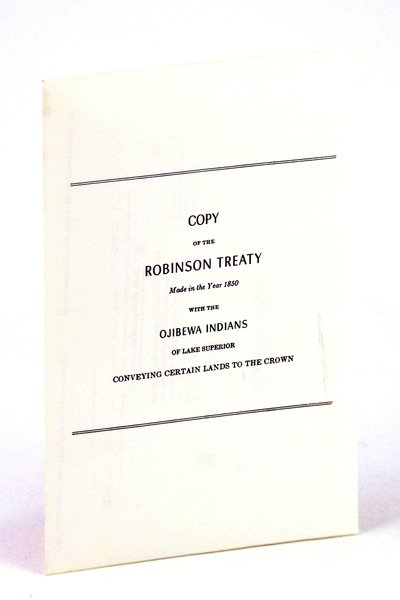 COPY
OF THE
ROBINSON TREATY
Made in the Year 1850
WITH THE
OJIBEWA INDIANS
OF LAKE SUPERIOR
CONVEYING CERTAIN LANDS TO THE CROWN